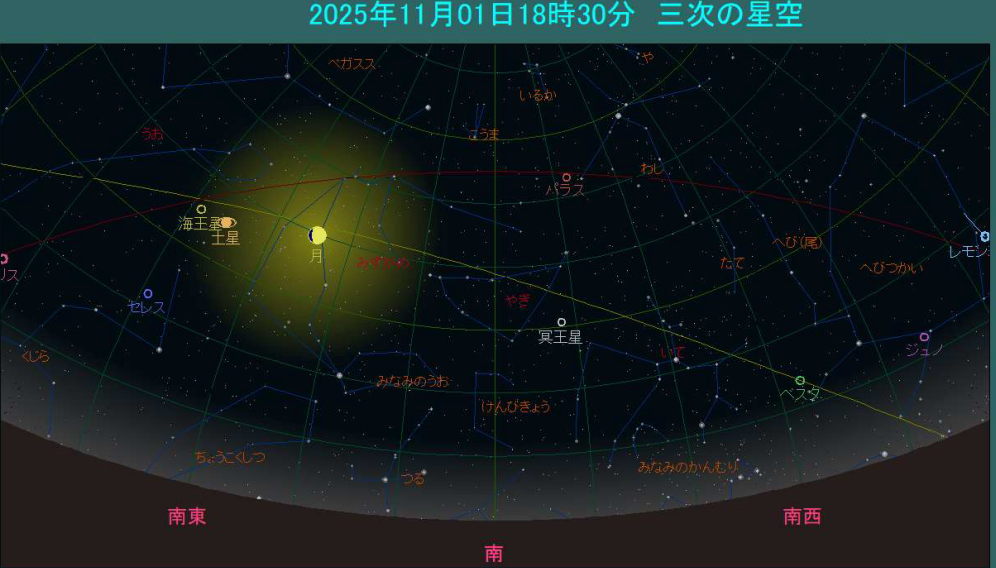 2025年11月01日18時30分 三次の星空
ペガスス
や
いるか
こうま
うお
わし
パラス
海王星
土星
月
みずがめ
へび(尾)
レモン
たて
へびつかい
リス
やぎ
セレス
冥王星
ジュノ
いて
くじら
みなみのうお
ベスタ
けんびきょう
ちょうこくしつ
みなみのかんむり
つる
南東
南西
南